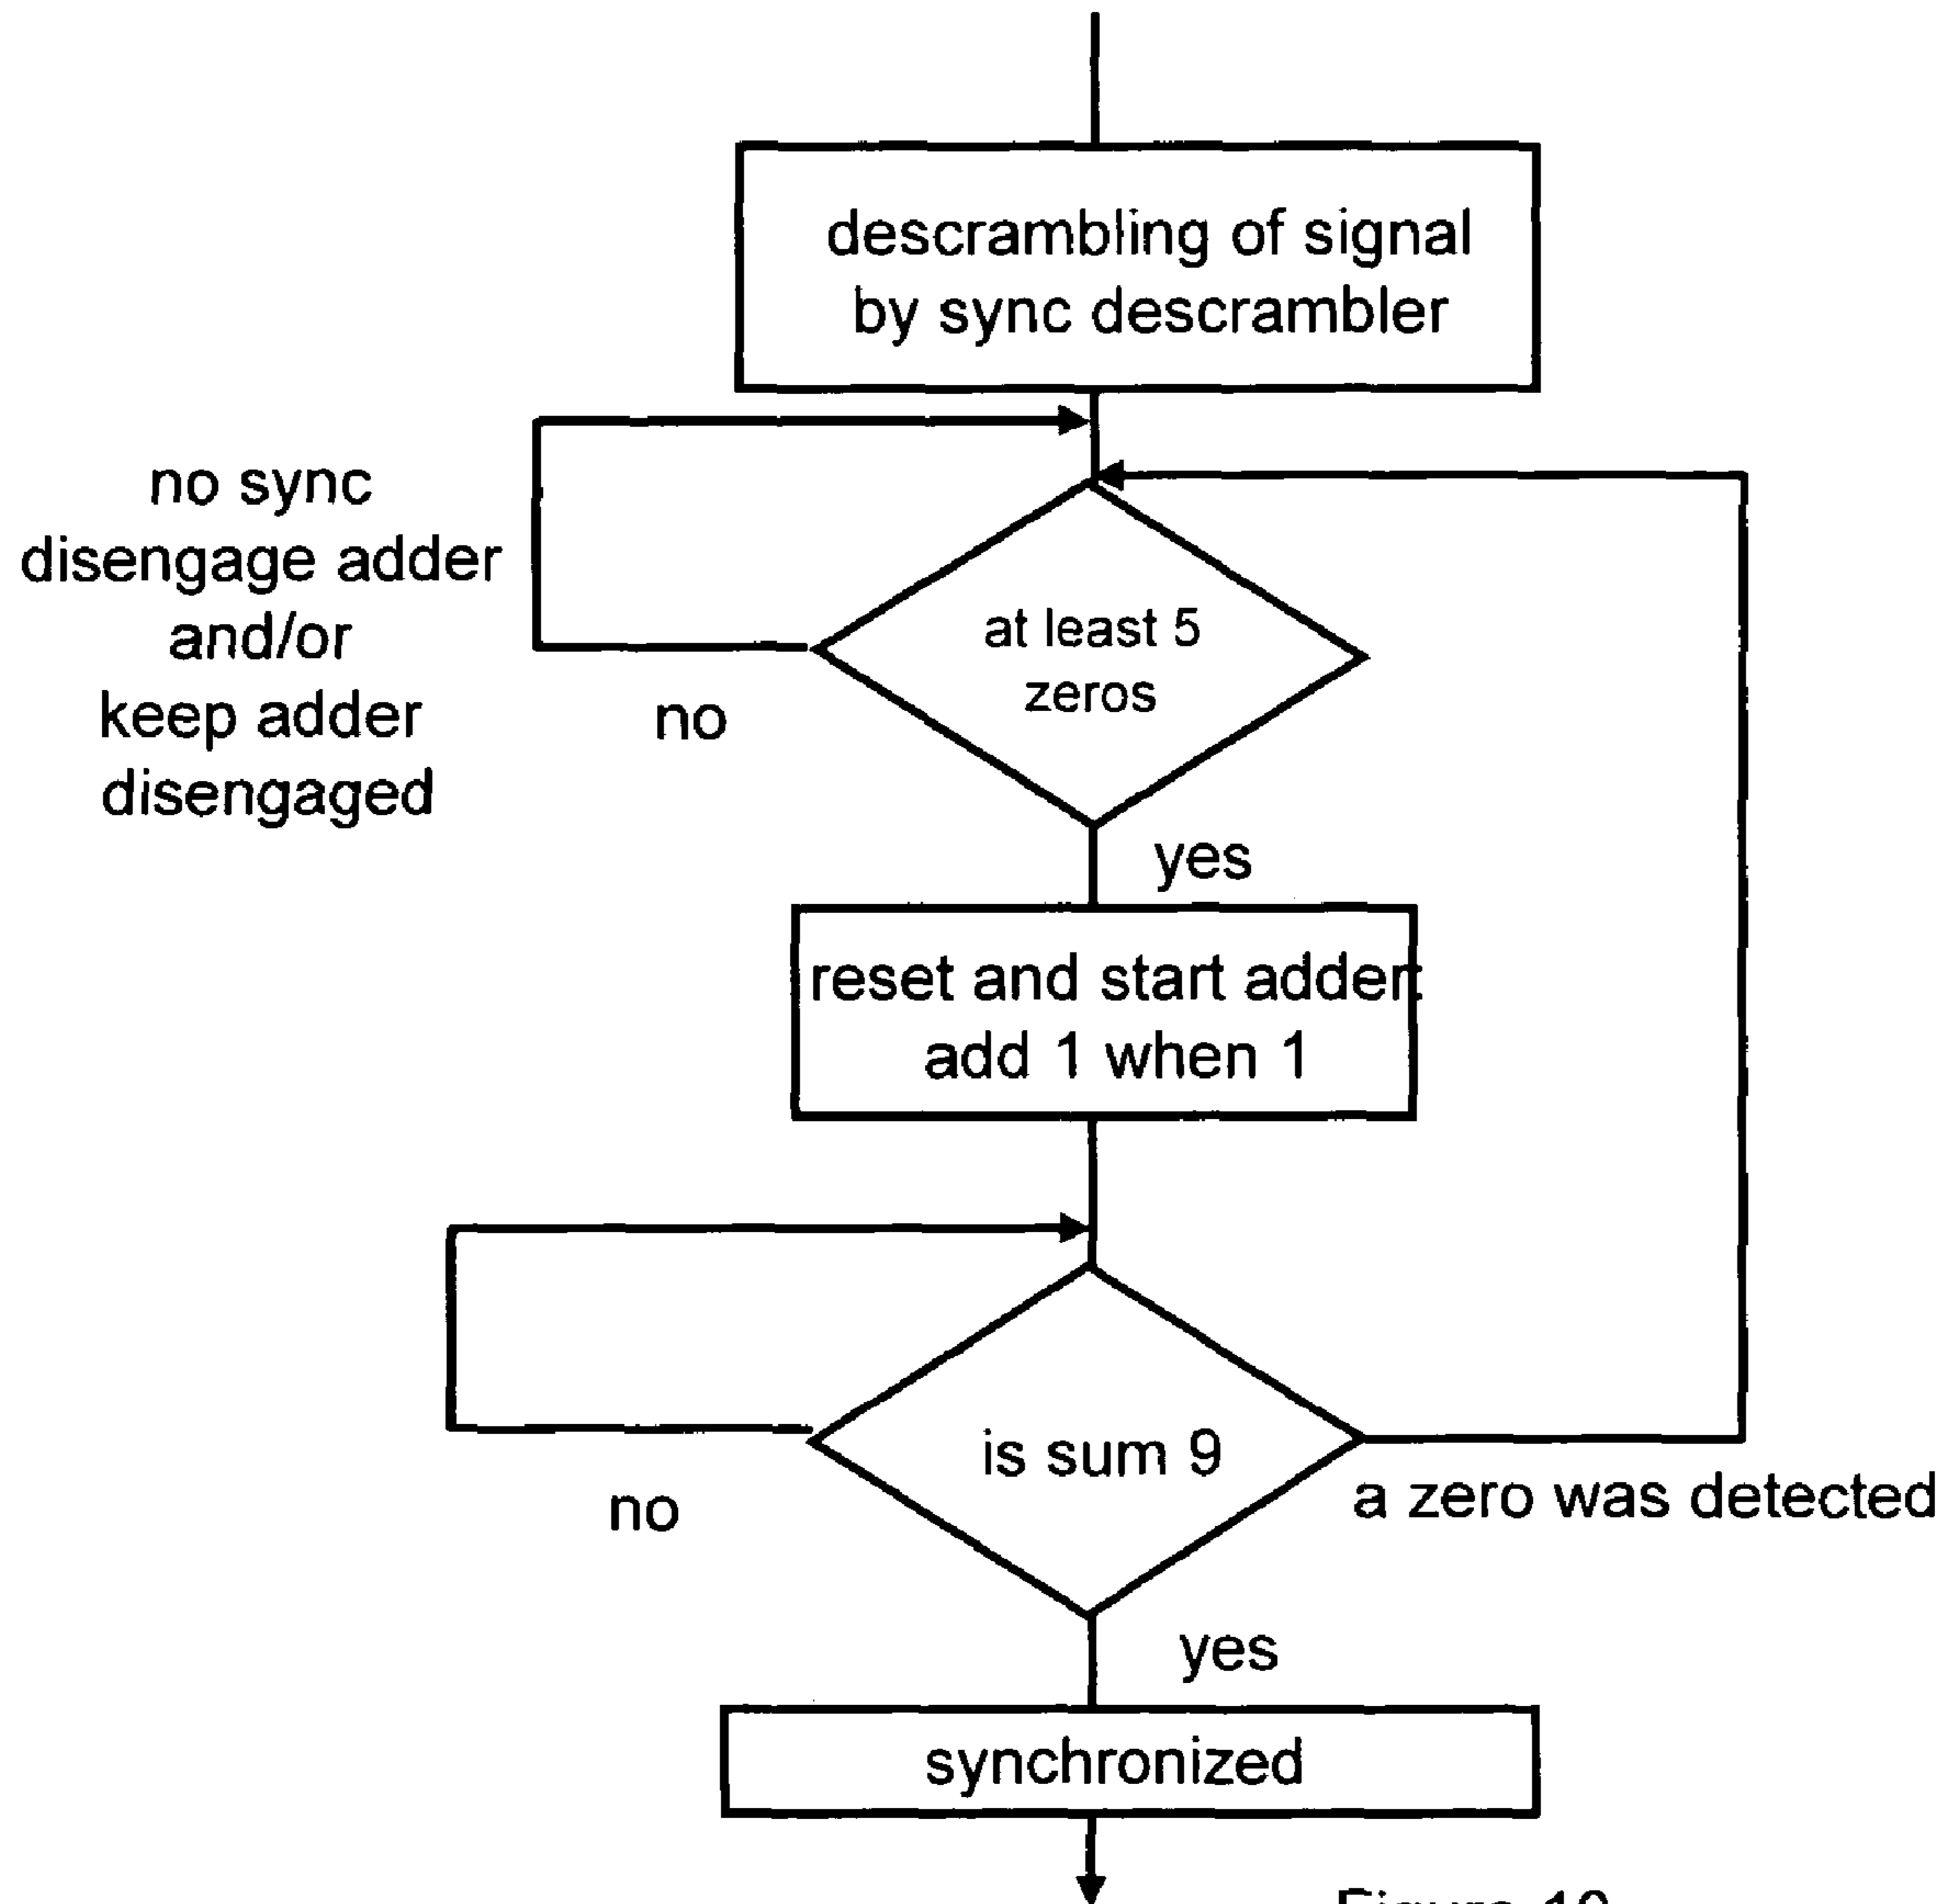 descrambling of signal
by sync descrambler
no sync
disengage adder
and/or
keep adder
disengaged
at least 5
zeros
no
yes
reset and start adder:
add 1 when 1
is sum 9
no
a zero was detected
yes
synchronized
Figure